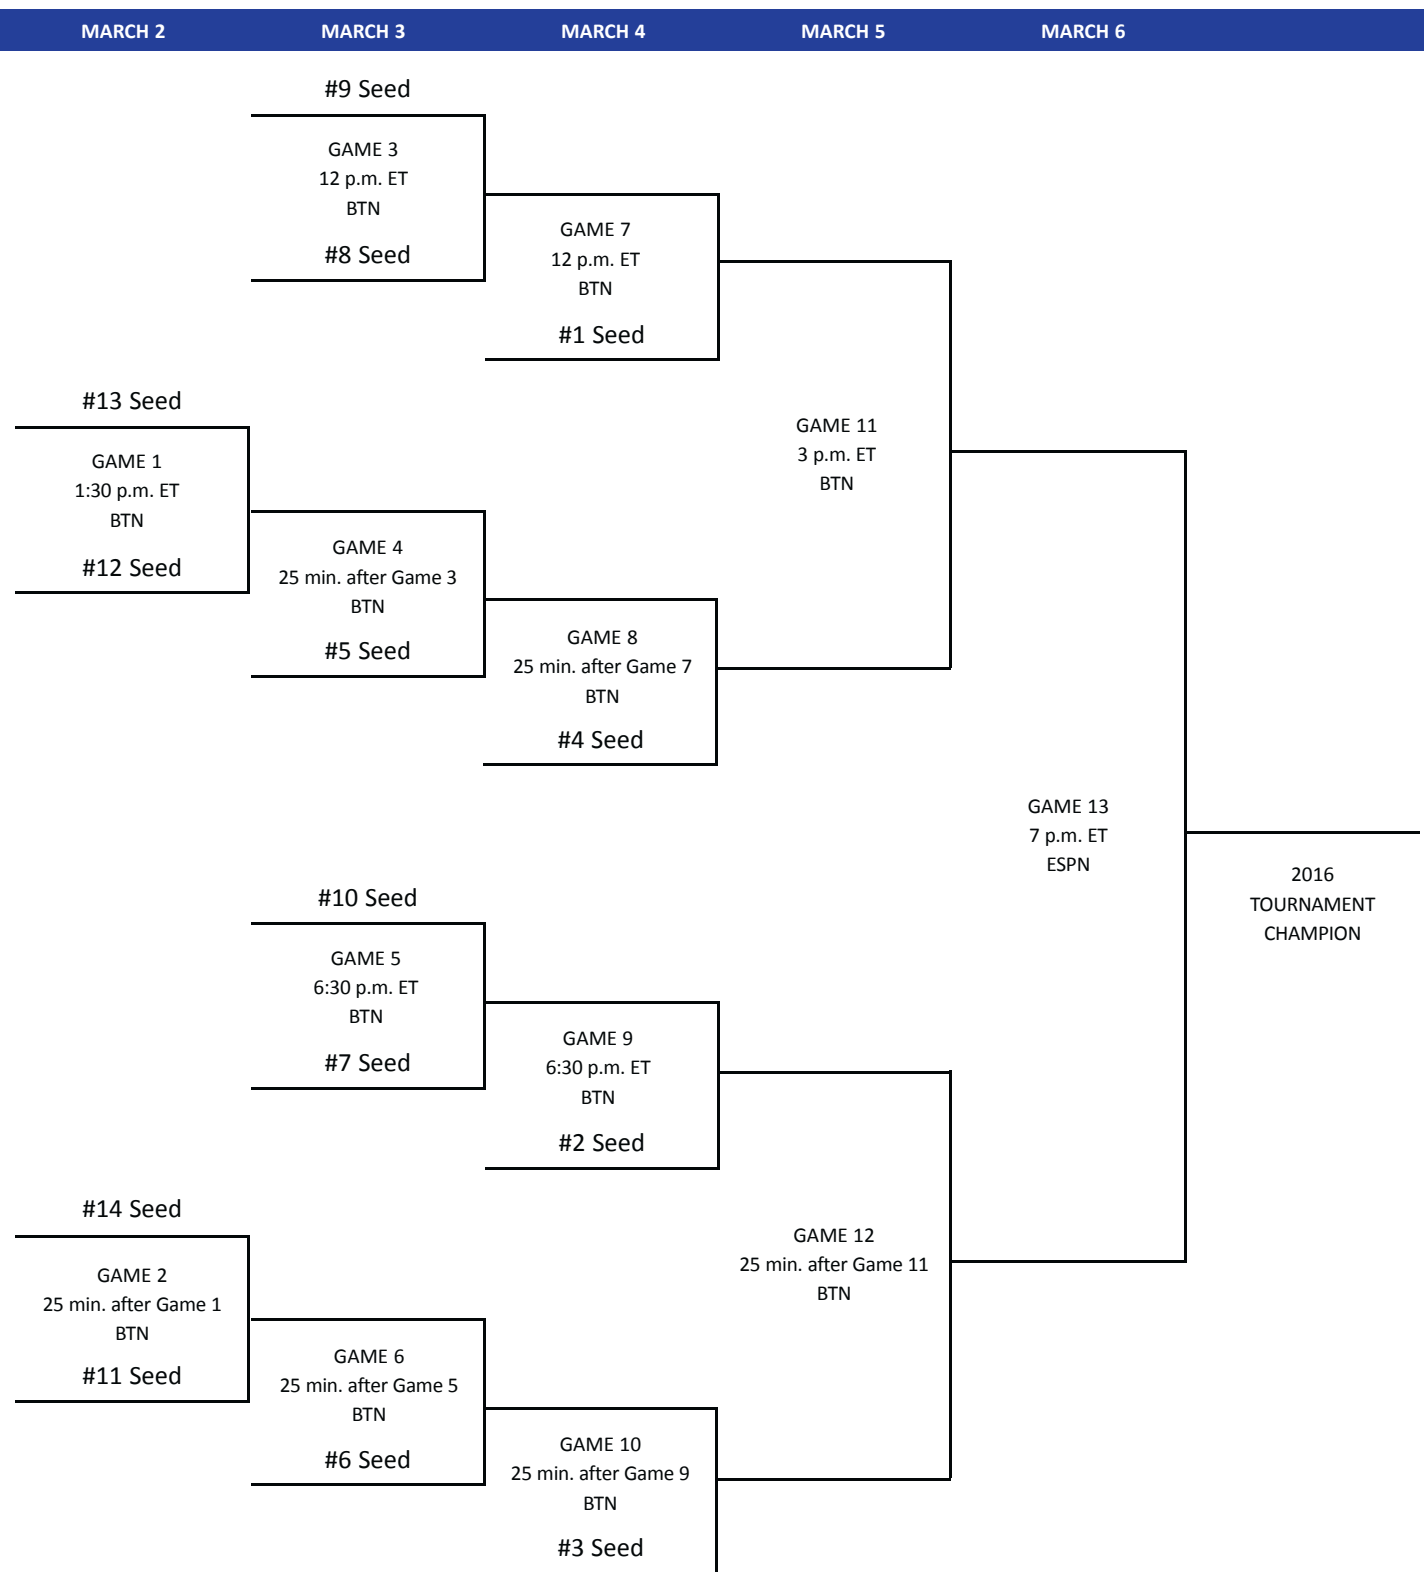 MARCH 2
MARCH 3
MARCH 4
MARCH 5
MARCH 6
#9 Seed
GAME 3
12 p.m. ET
BTN
#8 Seed
GAME 7
12 p.m. ET
BTN
#1 Seed
#13 Seed
GAME 1
1:30 p.m. ET
BTN
#12 Seed
GAME 4
25 min. after Game 3
BTN
#5 Seed
GAME 8
25 min. after Game 7
BTN
#4 Seed
GAME 11
3 p.m. ET
BTN
#10 Seed
GAME 5
6:30 p.m. ET
BTN
#7 Seed
GAME 9
6:30 p.m. ET
BTN
#2 Seed
#14 Seed
GAME 2
25 min. after Game 1
BTN
#11 Seed
GAME 6
25 min. after Game 5
BTN
#6 Seed
GAME 10
25 min. after Game 9
BTN
#3 Seed
GAME 12
25 min. after Game 11
BTN
GAME 13
7 p.m. ET
ESPN
2016
TOURNAMENT
CHAMPION